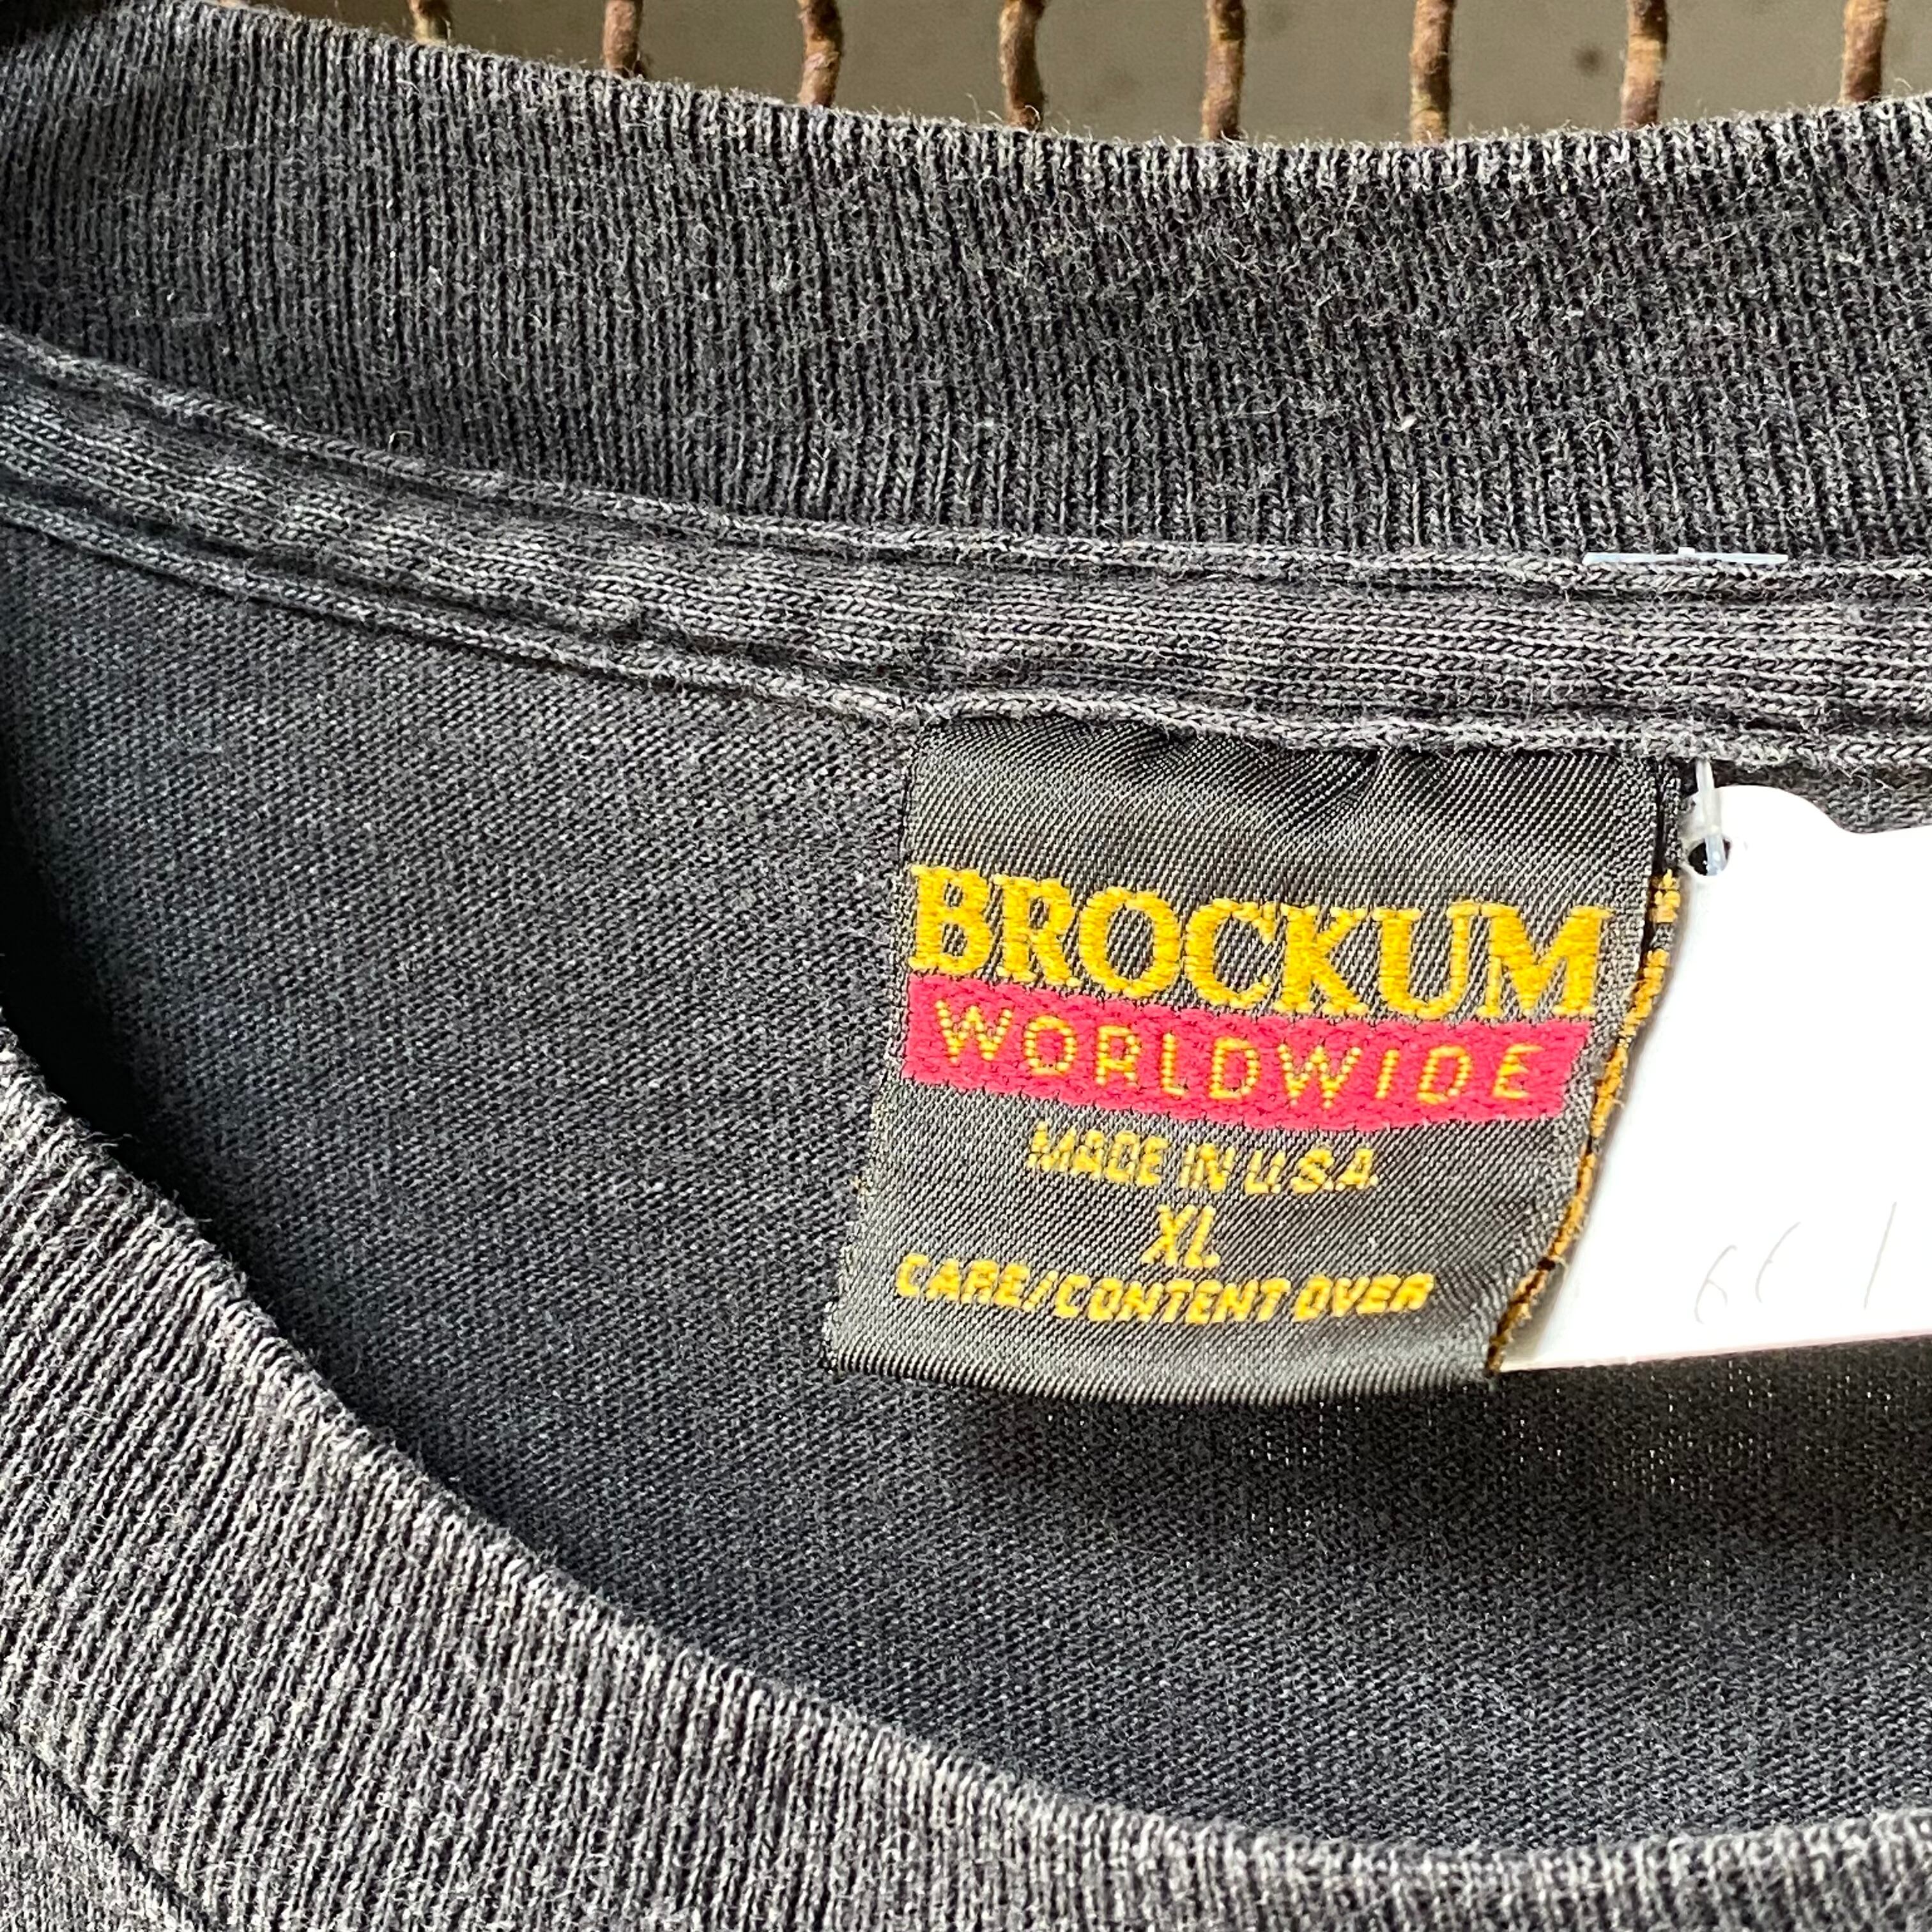 BROCKUM
WORLDWIDE
MADE IN U.S.A.
XL
CARE/CONTENT OVER